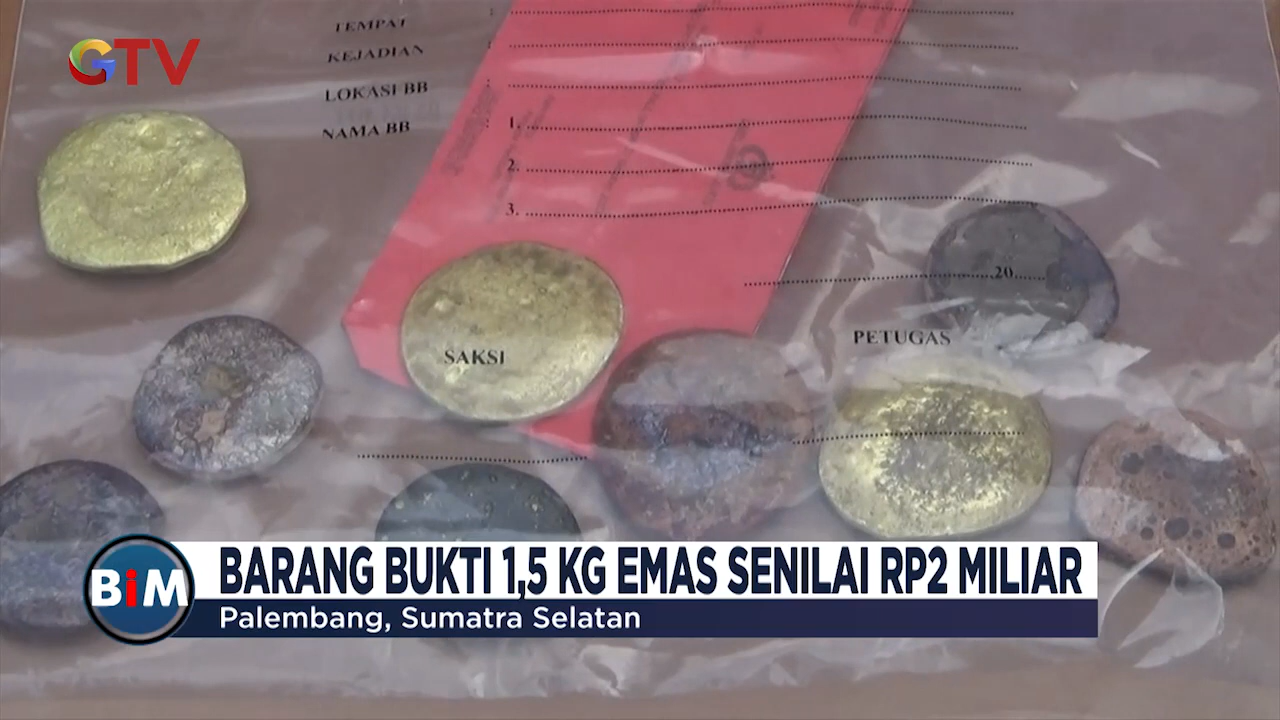 GTV
TEMPAT :
KEJADIAN :
LOKASI BB :
NAMA BB : 1.
2.
3.
20
SAKSI
PETUGAS
BIM
BARANG BUKTI 1,5 KG EMAS SENILAI RP2 MILIAR
Palembang, Sumatra Selatan